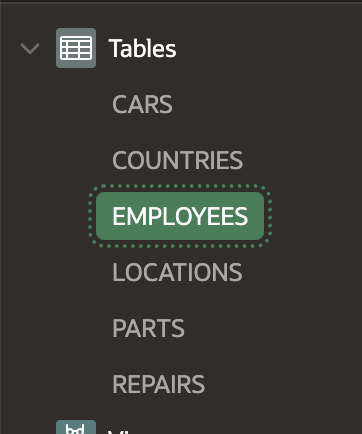 Tables
CARS
COUNTRIES
EMPLOYEES
LOCATIONS
PARTS
REPAIRS